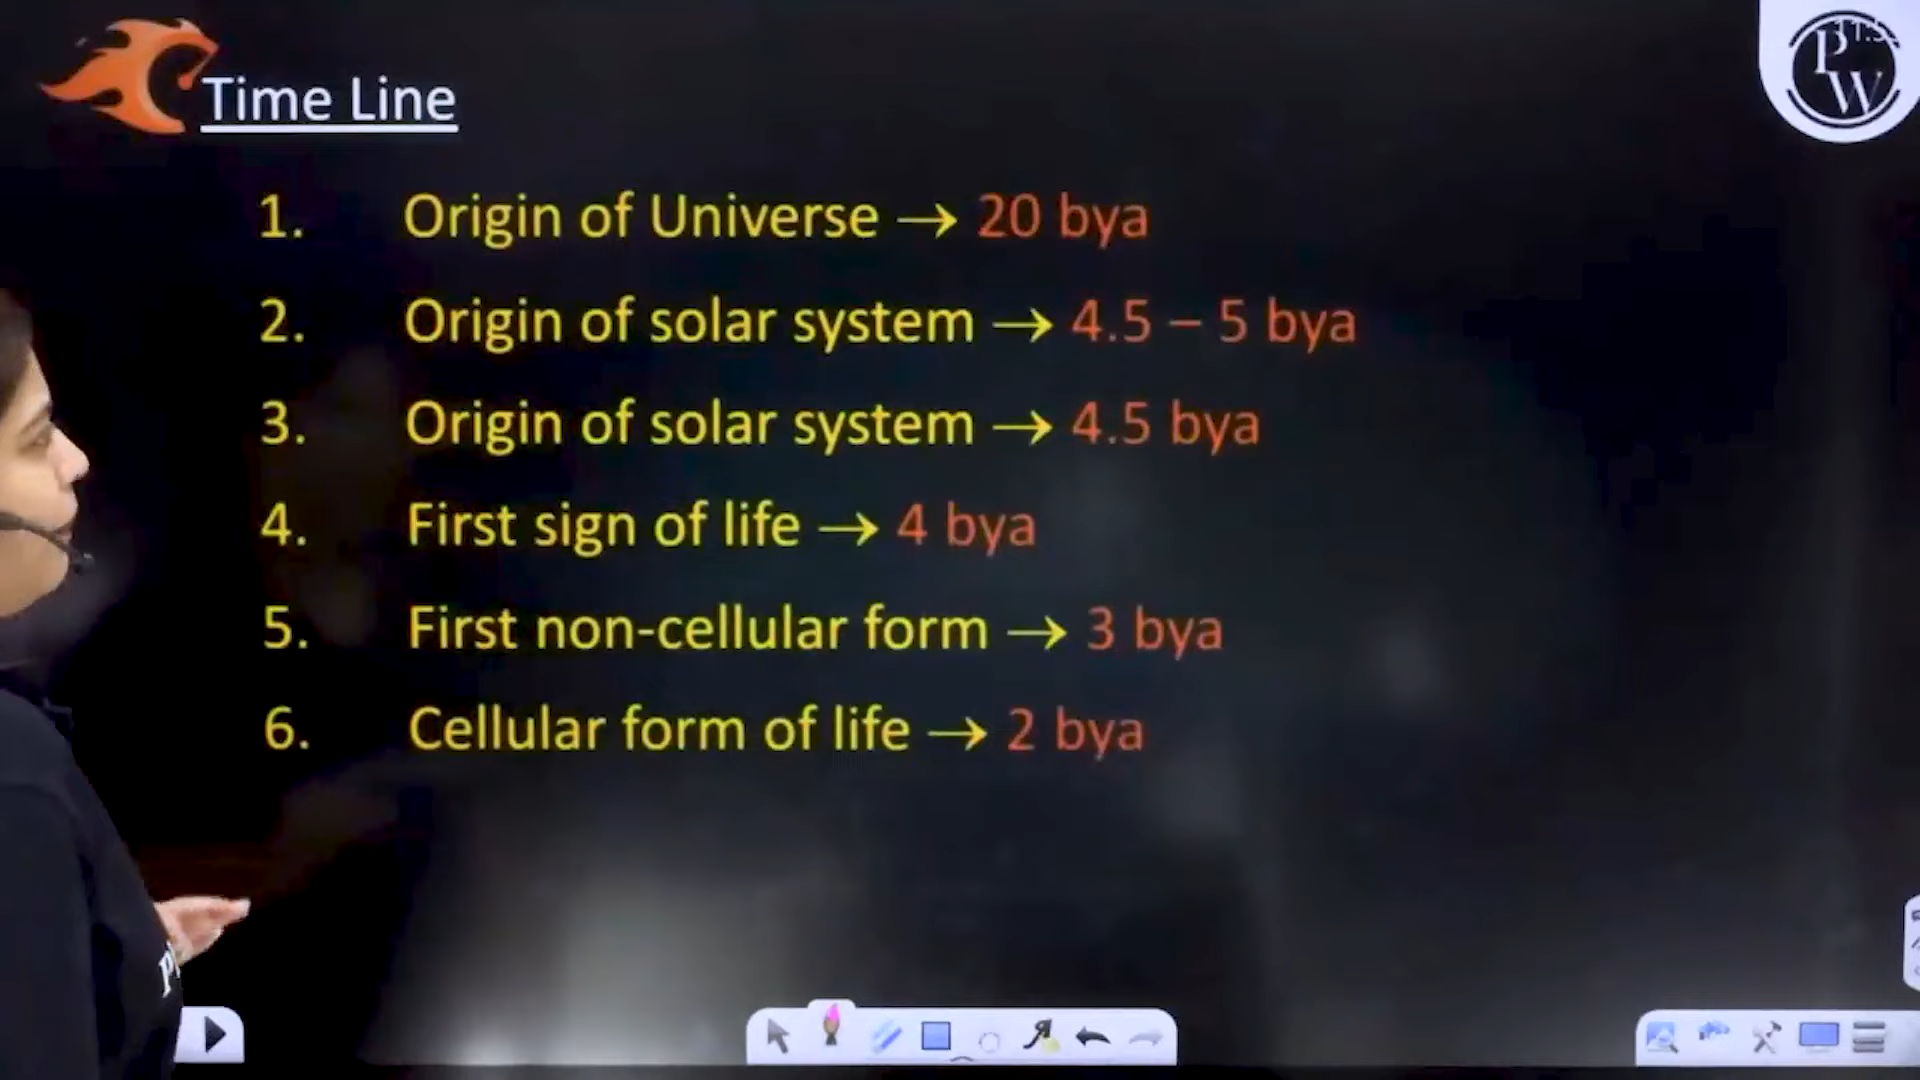 Time Line
PW
1. Origin of Universe → 20 bya
2. Origin of solar system → 4.5 – 5 bya
3. Origin of solar system → 4.5 bya
4. First sign of life → 4 bya
5. First non-cellular form → 3 bya
6. Cellular form of life → 2 bya